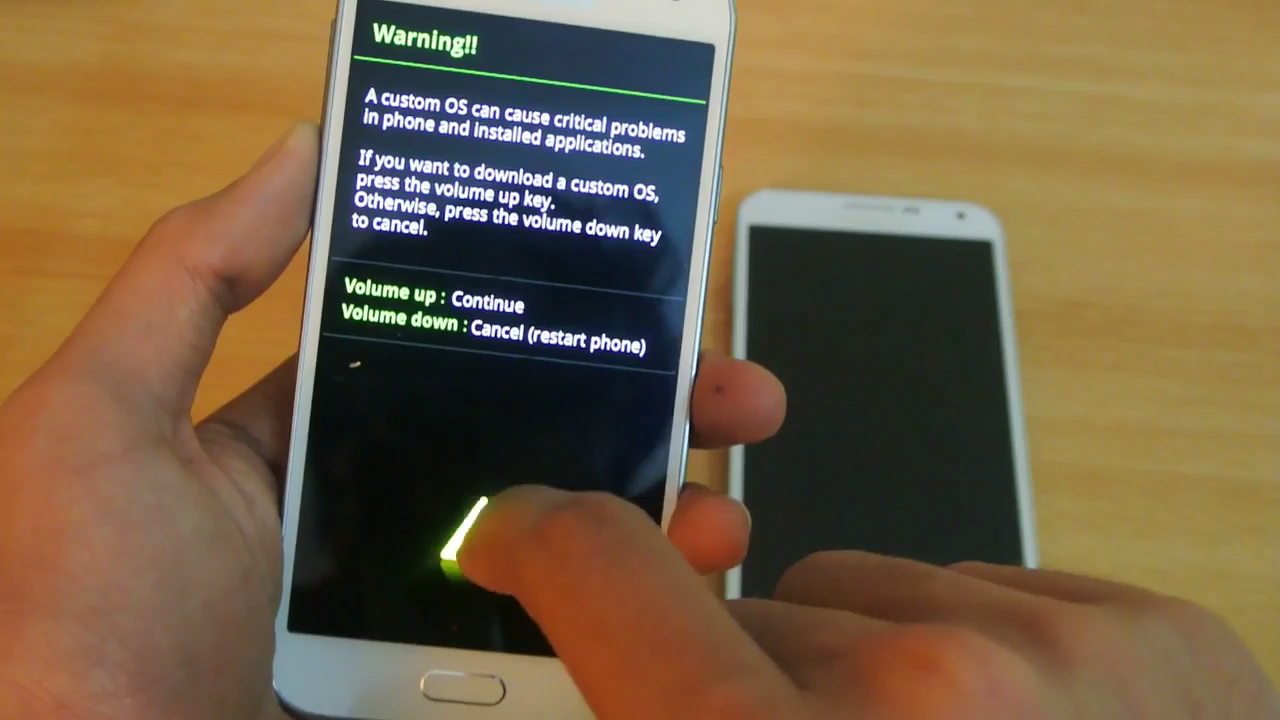 Warning!!
A custom OS can cause critical problems
in phone and installed applications.
If you want to download a custom OS,
press the volume up key.
Otherwise, press the volume down key
to cancel.
Volume up : Continue
Volume down : Cancel (restart phone)